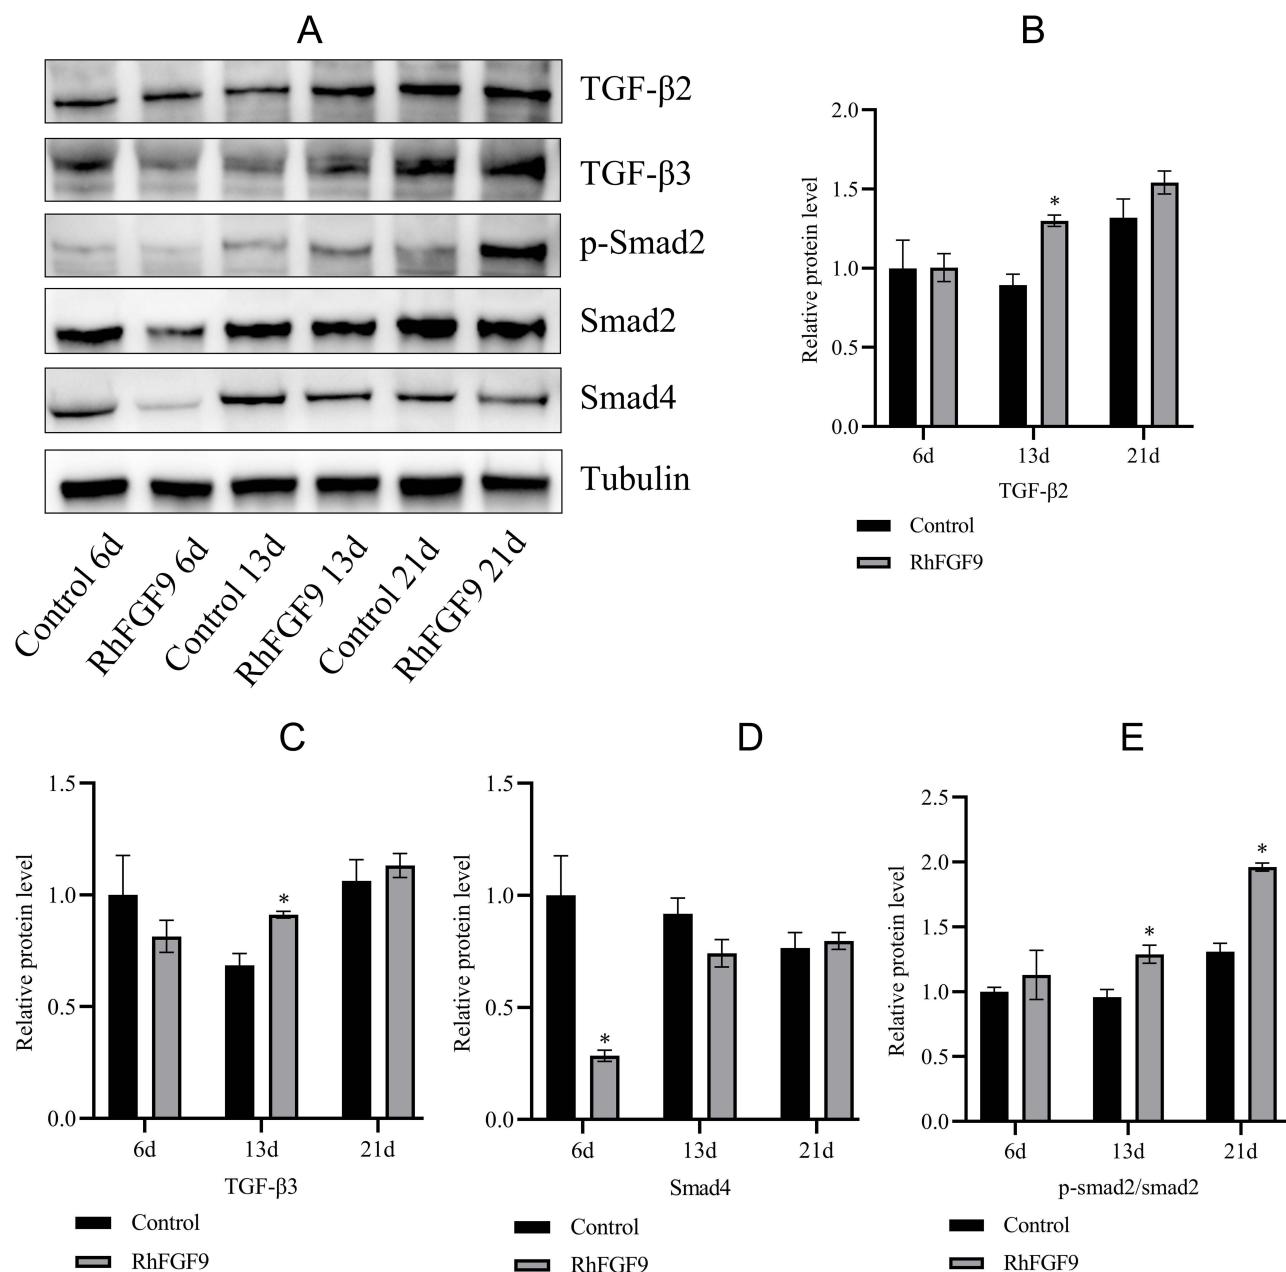 A
TGF-β2
TGF-β3
p-Smad2
Smad2
Smad4
Tubulin
Control 6d
RhFGF9 6d
Control 13d
RhFGF9 13d
Control 21d
RhFGF9 21d
B
Relative protein level
2.0
1.5
1.0
0.5
0.0
*
6d
13d
21d
TGF-β2
Control
RhFGF9
C
Relative protein level
1.5
1.0
0.5
0.0
*
6d
13d
21d
TGF-β3
Control
RhFGF9
D
Relative protein level
1.5
1.0
0.5
0.0
*
6d
13d
21d
Smad4
Control
RhFGF9
E
Relative protein level
2.5
2.0
1.5
1.0
0.5
0.0
*
*
6d
13d
21d
p-smad2/smad2
Control
RhFGF9